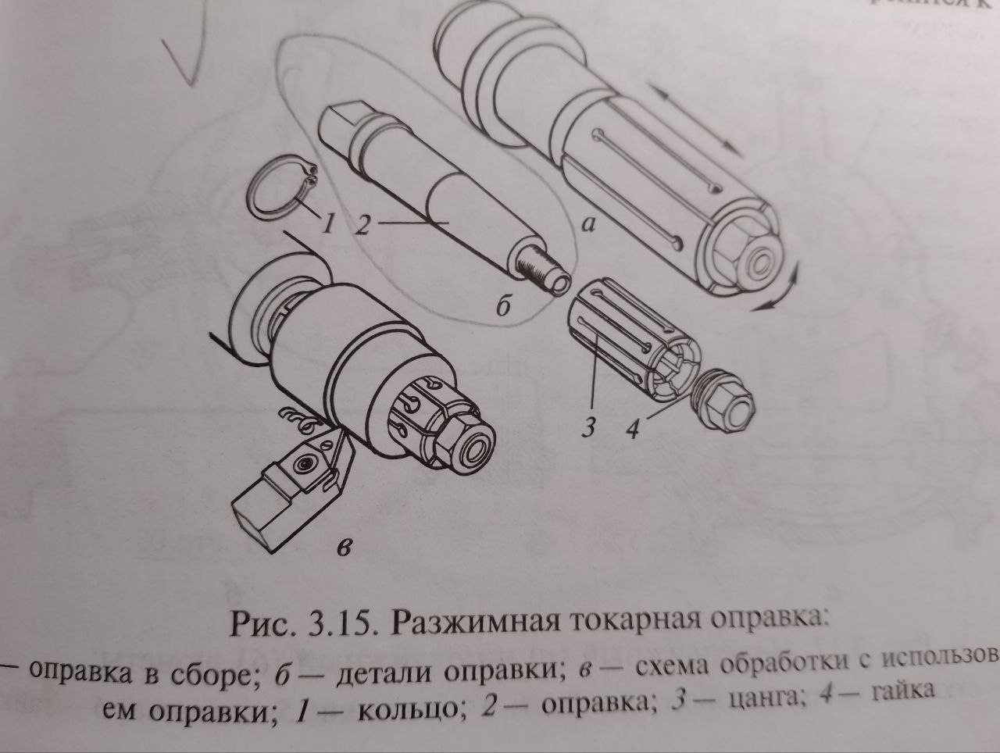 1
2
а
б
3
4
в
Рис. 3.15. Разжимная токарная оправка:
— оправка в сборе; б — детали оправки; в — схема обработки с использов
ем оправки; 1 — кольцо; 2 — оправка; 3 — цанга; 4 — гайка